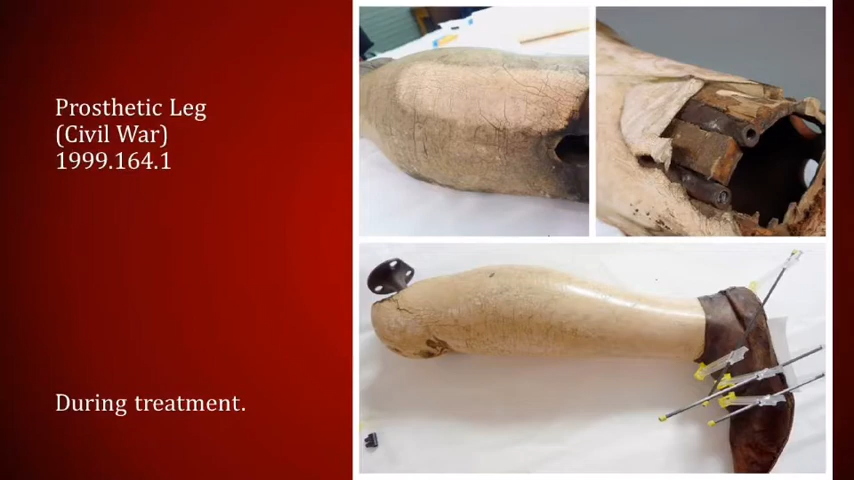 Prosthetic Leg
(Civil War)
1999.164.1
During treatment.